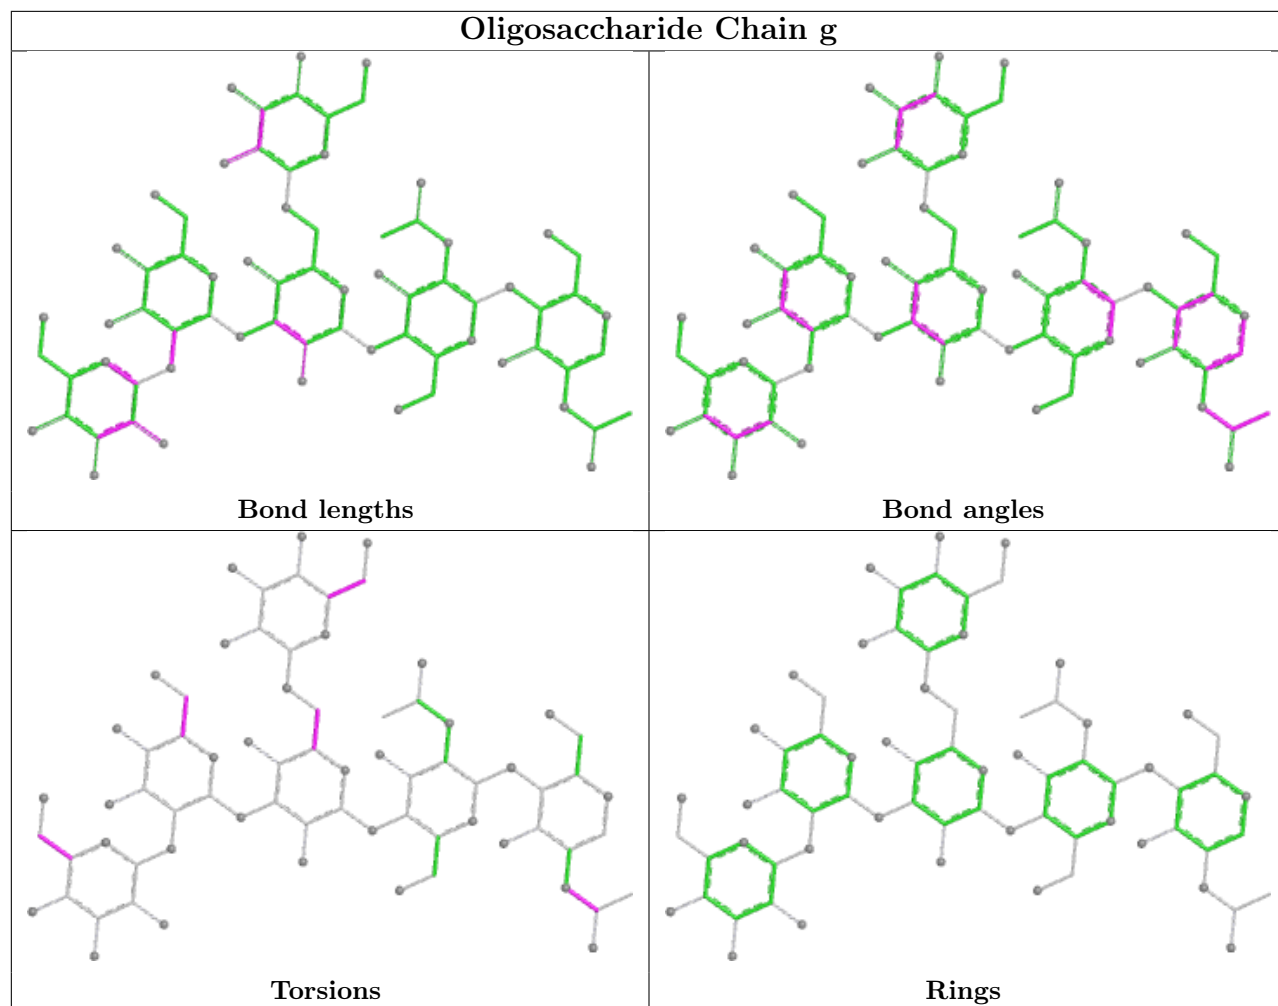 Oligosaccharide Chain g
Bond lengths
Bond angles
Torsions
Rings